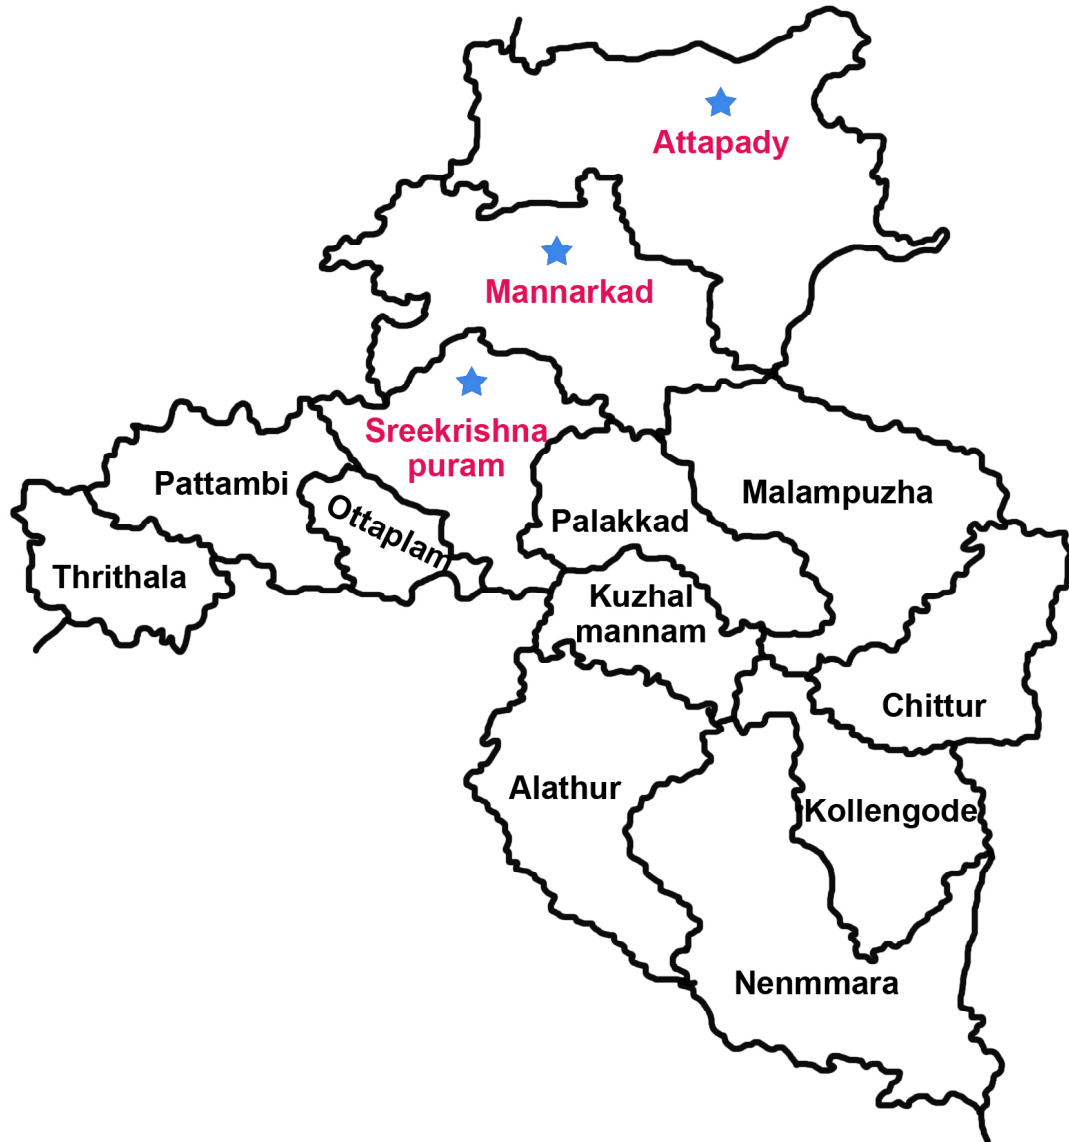 Attapady
Mannarkad
Sreekrishna
puram
Pattambi
Ottaplam
Malampuzha
Palakkad
Thrithala
Kuzhal
mannam
Chittur
Alathur
Kollengode
Nenmmara